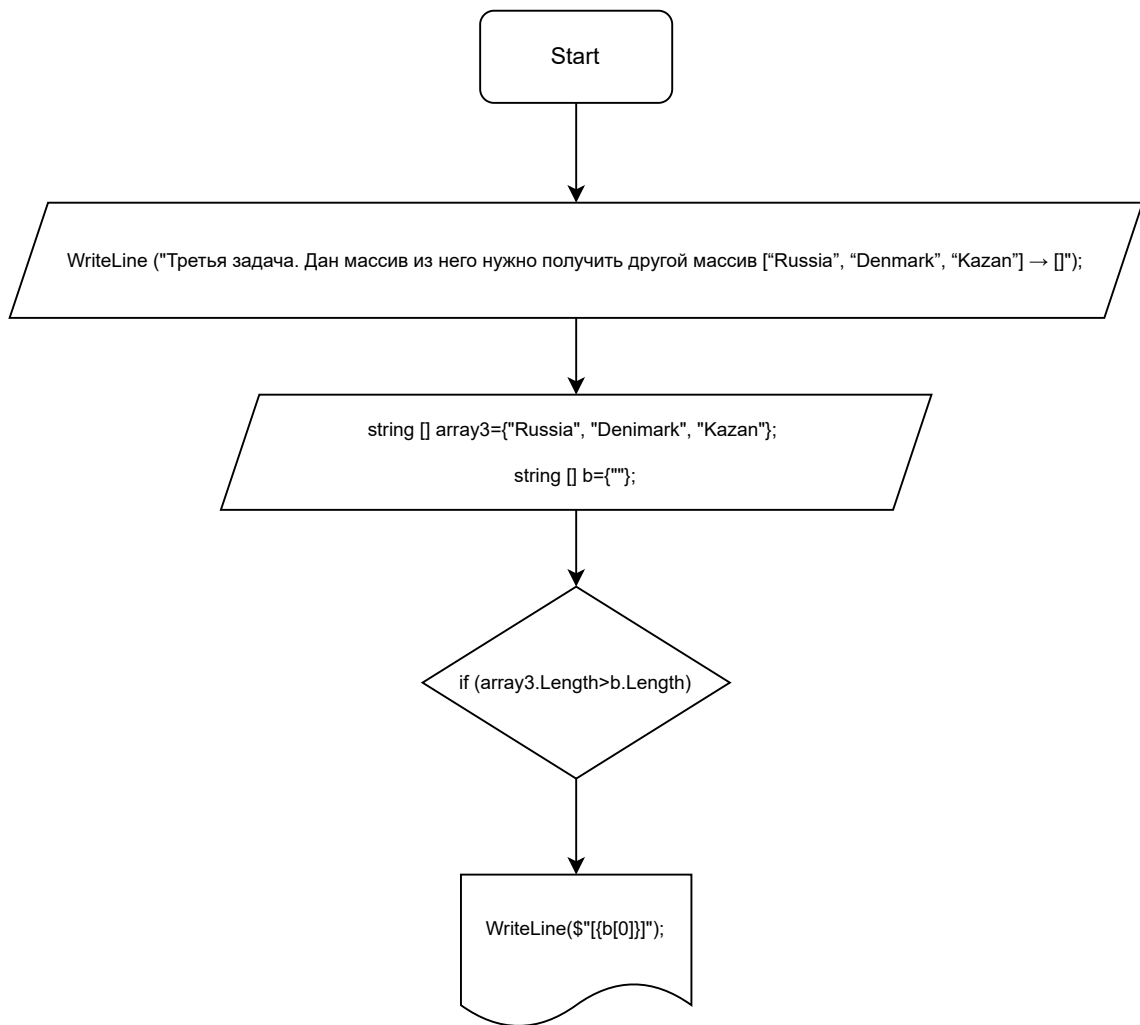 Start
WriteLine ("Третья задача. Дан массив из него нужно получить другой массив [“Russia”, “Denmark”, “Kazan”] → []");
string [] array3={"Russia", "Denimark", "Kazan"};
string [] b={""};
if (array3.Length>b.Length)
WriteLine($"[{b[0]}]");